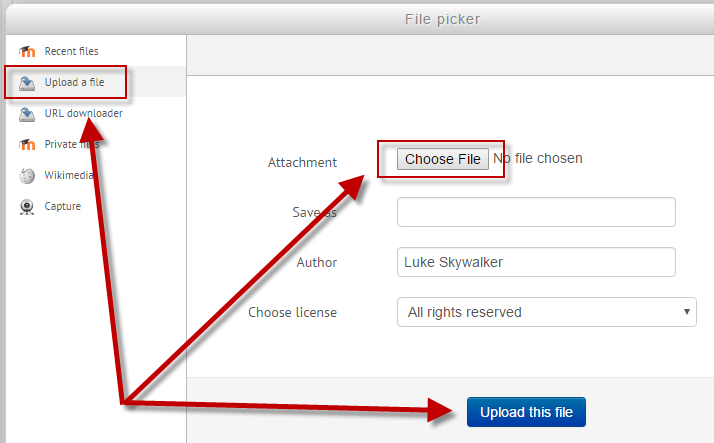 File picker
Recent files
Upload a file
URL downloader
Private files
Wikimedia
Capture
Attachment Choose File No file chosen
Save as
Author Luke Skywalker
Choose license All rights reserved
Upload this file